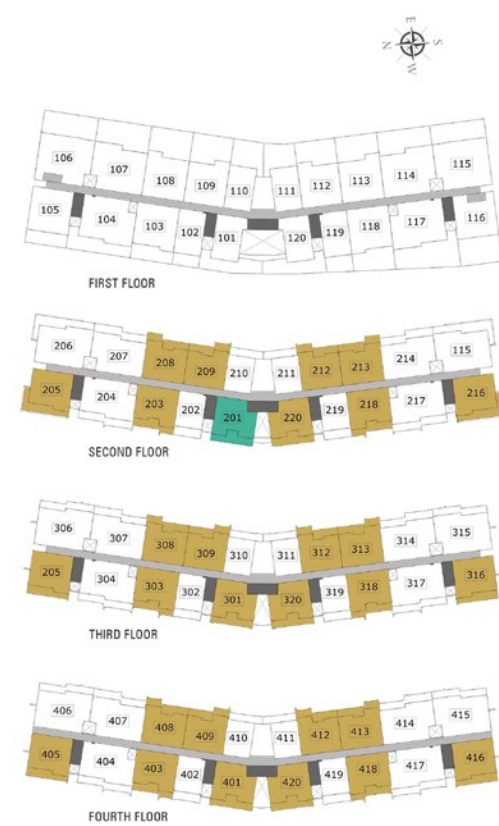 E
N S
W
106 107 108 109 110 111 112 113 114 115
105 104 103 102 101 120 119 118 117 116
FIRST FLOOR
206 207 208 209 210 211 212 213 214 115
205 204 203 202 201 220 219 218 217 216
SECOND FLOOR
306 307 308 309 310 311 312 313 314 315
205 304 303 302 301 320 319 318 317 316
THIRD FLOOR
406 407 408 409 410 411 412 413 414 415
405 404 403 402 401 420 419 418 417 416
FOURTH FLOOR